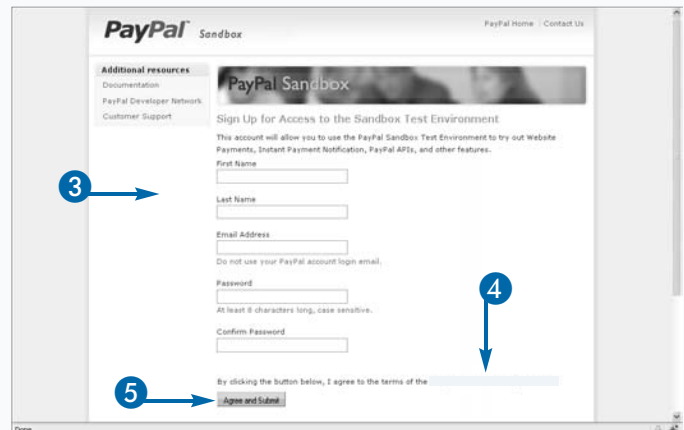 PayPal Sandbox
PayPal Home | Contact Us
Additional resources
Documentation
PayPal Developer Network
Customer Support
PayPal Sandbox
Sign Up for Access to the Sandbox Test Environment
This account will allow you to use the PayPal Sandbox Test Environment to try out Website
Payments, Instant Payment Notification, PayPal APIs, and other features.
First Name
3
Last Name
Email Address
Do not use your PayPal account login email.
Password
4
At least 8 characters long, case sensitive.
Confirm Password
By clicking the button below, I agree to the terms of the
5
Agree and Submit
Done